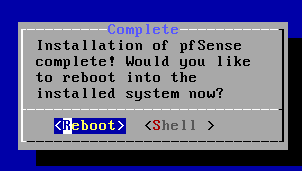 Complete
Installation of pfSense
complete! Would you like
to reboot into the
installed system now?
<Reboot> <Shell >